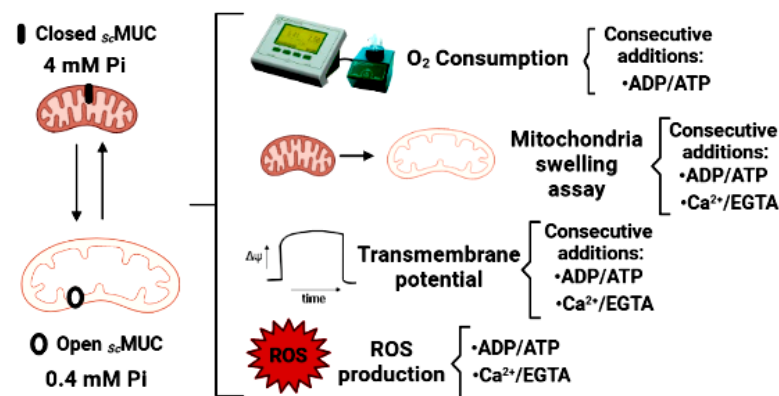 Closed ScMUC
4 mM Pi
Open ScMUC
0.4 mM Pi
O₂ Consumption
Consecutive
additions:
•ADP/ATP
Mitochondria
swelling
assay
Consecutive
additions:
•ADP/ATP
•Ca²⁺/EGTA
Δψ
time
Transmembrane
potential
Consecutive
additions:
•ADP/ATP
•Ca²⁺/EGTA
ROS
ROS
production
•ADP/ATP
•Ca²⁺/EGTA